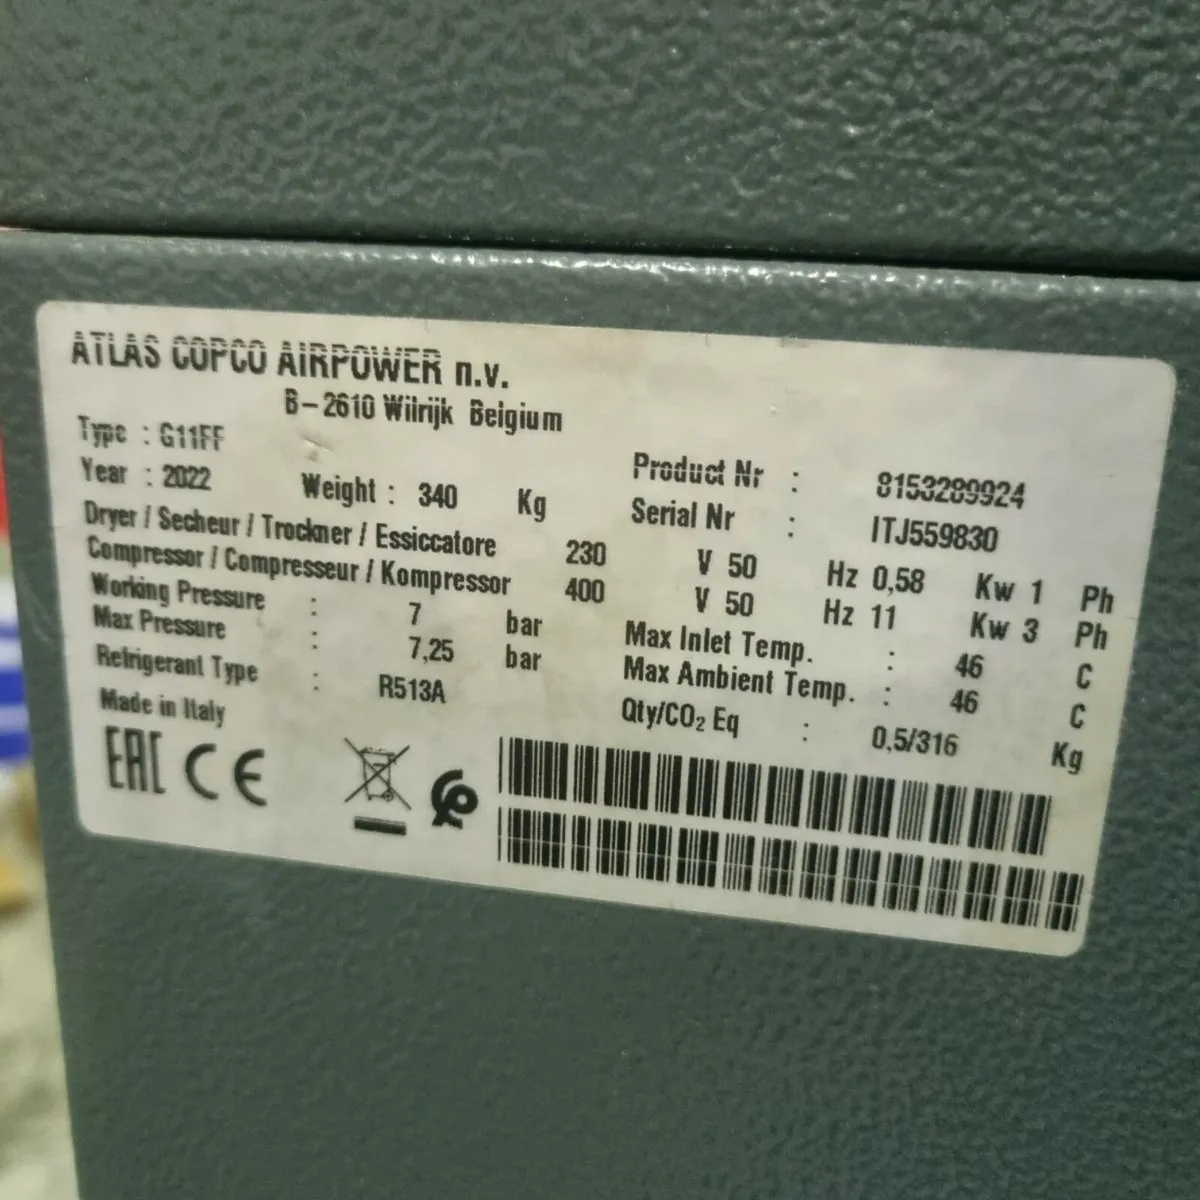 ATLAS COPCO AIRPOWER n.v.
B-2610 Wilrijk Belgium
Type : G11FF
Product Nr : 8153289924
Year : 2022 Weight : 340 Kg
Serial Nr : ITJ559830
Dryer / Secheur / Trockner / Essiccatore 230 V 50 Hz 0,58 Kw 1 Ph
Compressor / Compresseur / Kompressor 400 V 50 Hz 11 Kw 3 Ph
Working Pressure : 7 bar Max Inlet Temp. : 46 C
Max Pressure : 7,25 bar Max Ambient Temp. : 46 C
Refrigerant Type : R513A Qty/CO₂ Eq : 0,5/316 Kg
Made in Italy
EAC CE